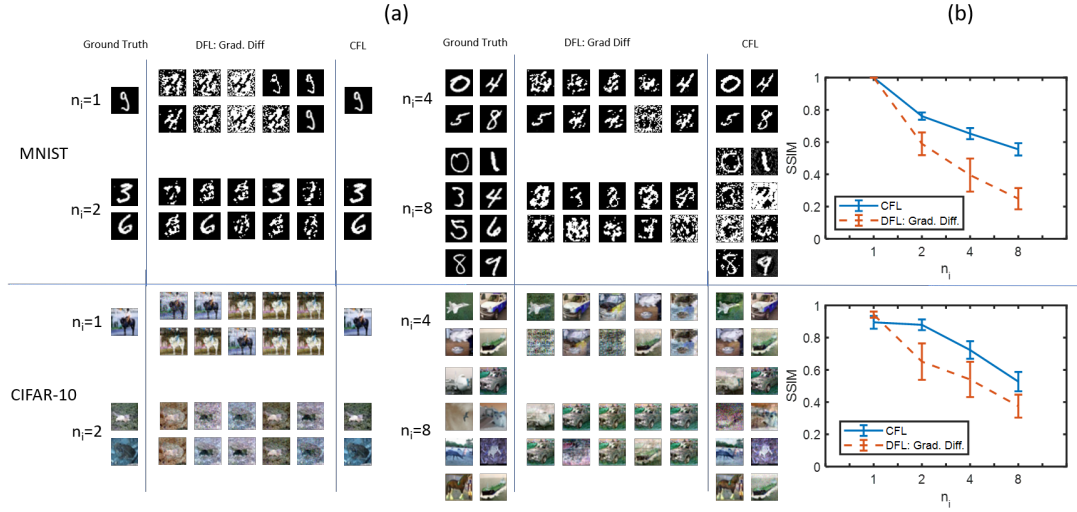 (a)
(b)
Ground Truth
DFL: Grad. Diff
CFL
Ground Truth
DFL: Grad Diff
CFL
MNIST
n_i=1
n_i=2
n_i=4
n_i=8
CIFAR-10
n_i=1
n_i=2
n_i=4
n_i=8
1
0.8
0.6
0.4
0.2
0
SSIM
CFL
DFL: Grad. Diff.
1 2 4 8
n_i
1
0.8
0.6
0.4
0.2
0
SSIM
CFL
DFL: Grad. Diff.
1 2 4 8
n_i